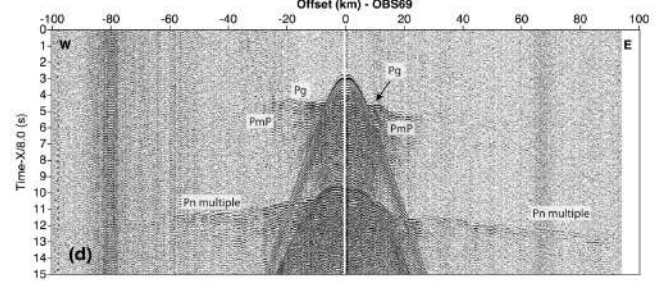 Offset (km) - OBS69
-100 -80 -60 -40 -20 0 20 40 60 80 100
0
W
E
1
2
3
Pg
Pg
4
5
PmP
PmP
6
7
Time-X/8.0 (s)
8
9
10
Pn multiple
Pn multiple
11
12
13
(d)
14
15